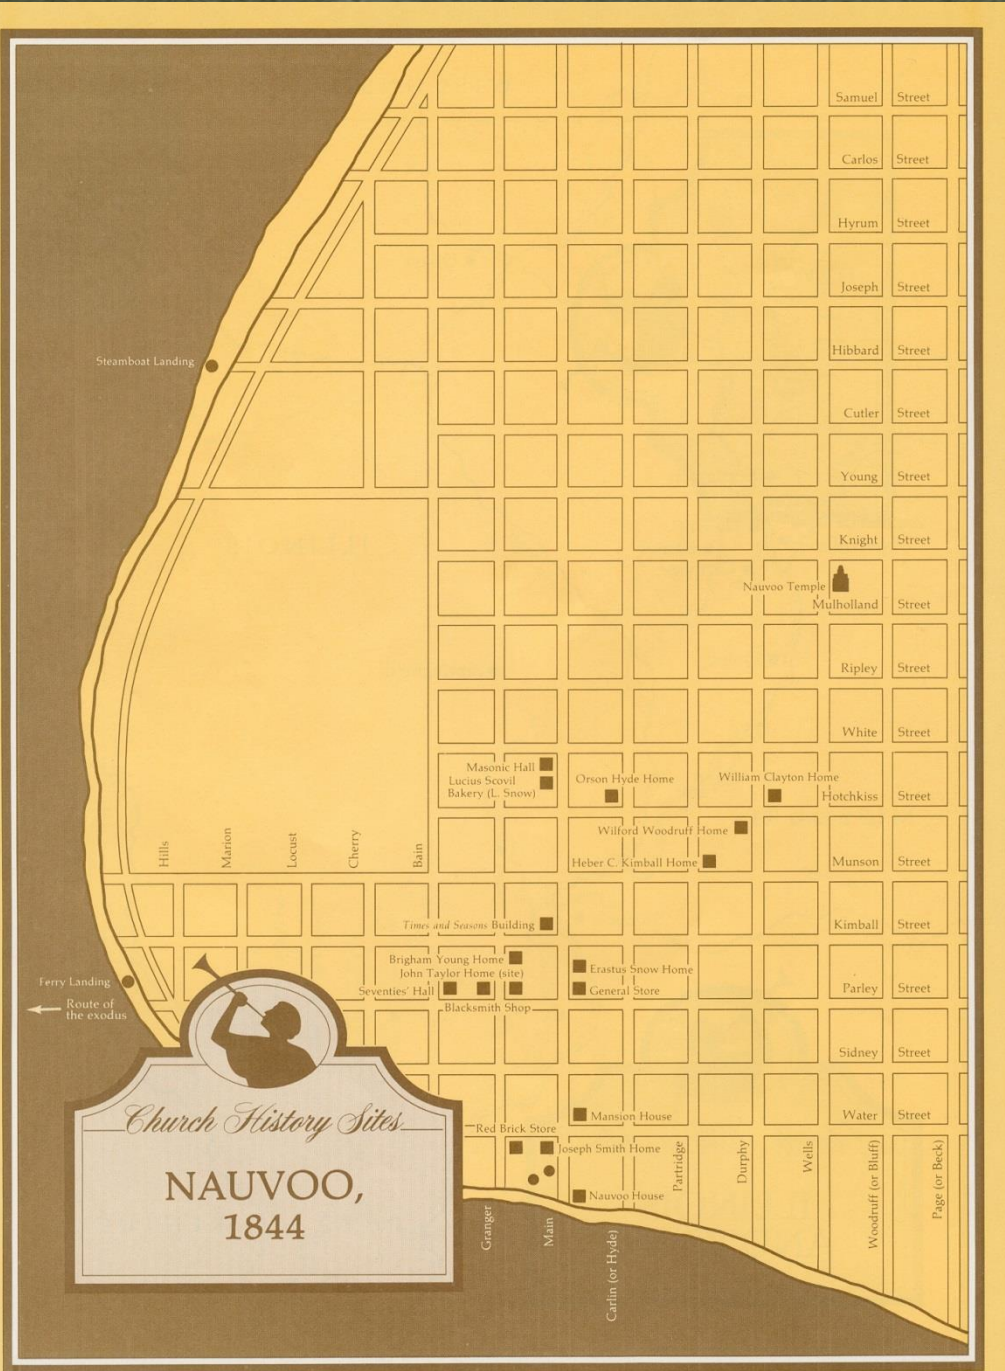 Samuel Street
Carlos Street
Hyrum Street
Joseph Street
Hibbard Street
Steamboat Landing
Cutler Street
Young Street
Knight Street
Nauvoo Temple
Mulholland Street
Ripley Street
White Street
Masonic Hall
Lucius Scovil
Bakery (L. Snow)
Orson Hyde Home
William Clayton Home
Hotchkiss Street
Wilford Woodruff Home
Hills
Marion
Locust
Cherry
Bain
Heber C. Kimball Home
Munson Street
Times and Seasons Building
Kimball Street
Brigham Young Home
John Taylor Home (site)
Erastus Snow Home
Seventies' Hall
General Store
Parley Street
Blacksmith Shop
Ferry Landing
Route of
the exodus
Sidney Street
Mansion House
Water Street
Red Brick Store
Joseph Smith Home
Nauvoo House
Granger
Main
Carlin (or Hyde)
Partridge
Durphy
Wells
Woodruff (or Bluff)
Page (or Beck)
Church History Sites
NAUVOO,
1844